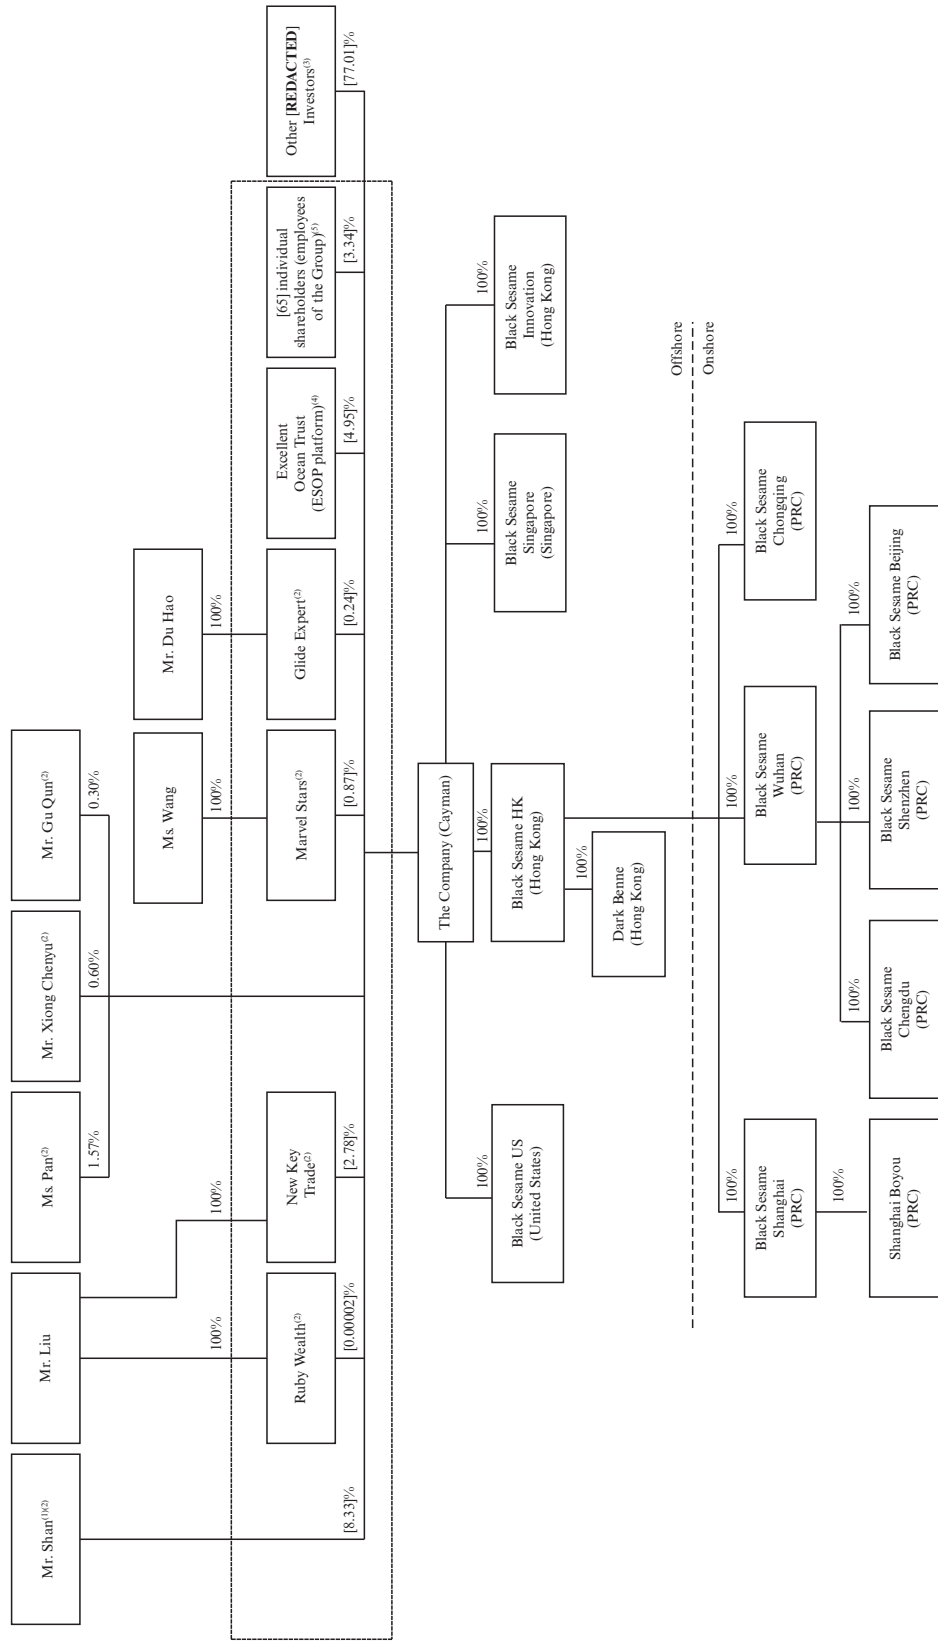 Mr. Shan(1)(2)
Mr. Liu
Ms. Pan(2)
Mr. Xiong Chenyu(2)
Mr. Gu Qun(2)
1.57%
0.60%
0.30%
Ms. Wang
Mr. Du Hao
100%
100%
100%
100%
Ruby Wealth(2)
New Key
Trade(2)
Marvel Stars(2)
Glide Expert(2)
Excellent
Ocean Trust
(ESOP platform)(4)
[65] individual
shareholders (employees
of the Group)(5)
Other [REDACTED]
Investors(3)
[8.33]%
[0.00002]%
[2.78]%
[0.87]%
[0.24]%
[4.95]%
[3.34]%
[77.01]%
The Company (Cayman)
100%
100%
100%
100%
Black Sesame US
(United States)
Black Sesame HK
(Hong Kong)
Black Sesame
Singapore
(Singapore)
Black Sesame
Innovation
(Hong Kong)
100%
Dark Benne
(Hong Kong)
Offshore
Onshore
100%
100%
100%
Black Sesame
Shanghai
(PRC)
Black Sesame
Wuhan
(PRC)
Black Sesame
Chongqing
(PRC)
100%
100%
100%
100%
Shanghai Boyou
(PRC)
Black Sesame
Chengdu
(PRC)
Black Sesame
Shenzhen
(PRC)
Black Sesame Beijing
(PRC)